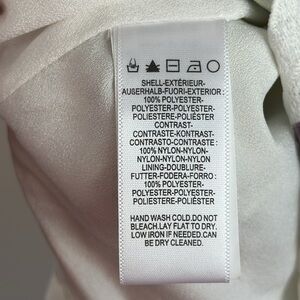 SHELL-EXTÉRIEUR-
AUßERHALB-FUORI-EXTERIOR:
100% POLYESTER-
POLYESTER-POLYESTER-
POLIESTERE-POLIÉSTER
CONTRAST-
CONTRASTE-KONTRAST-
CONTRASTO-CONTRASTE:
100% NYLON-NYLON-
NYLON-NYLON-NYLON
LINING-DOUBLURE-
FUTTER-FODERA-FORRO:
100% POLYESTER-
POLYESTER-POLYESTER-
POLIESTERE-POLIÉSTER
HAND WASH COLD.DO NOT
BLEACH.LAY FLAT TO DRY.
LOW IRON IF NEEDED.CAN
BE DRY CLEANED.